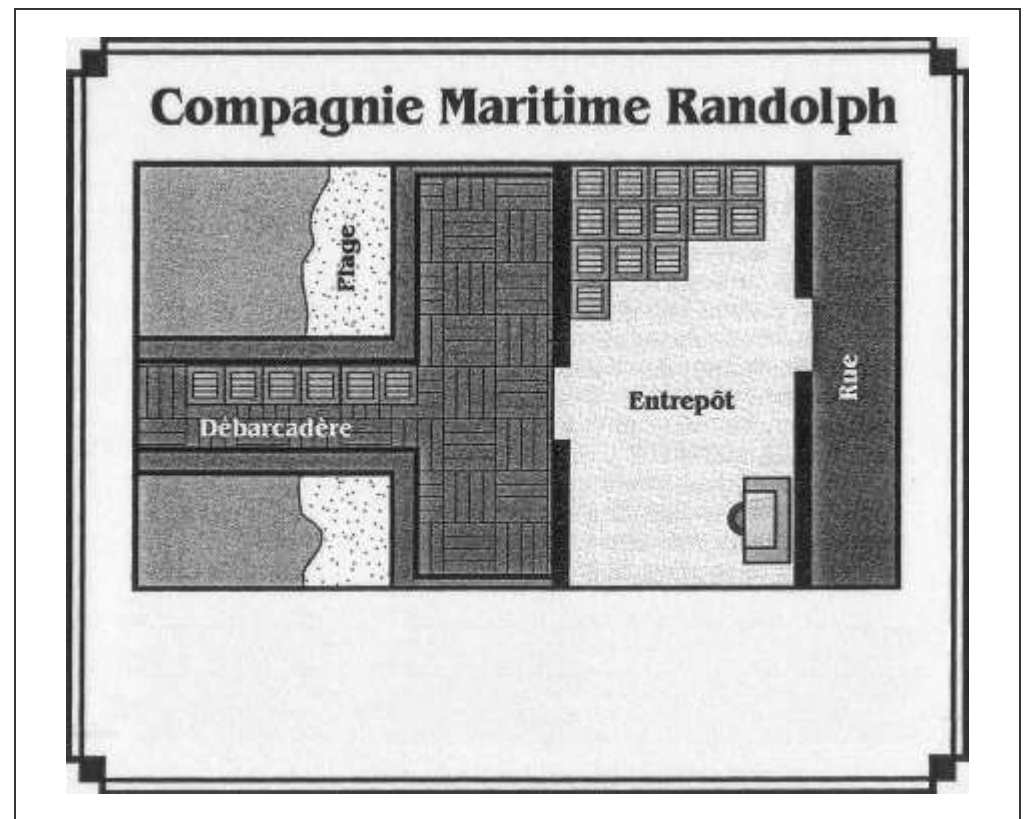 Compagnie Maritime Randolph
Plage
Débarcadère
Entrepôt
Rue